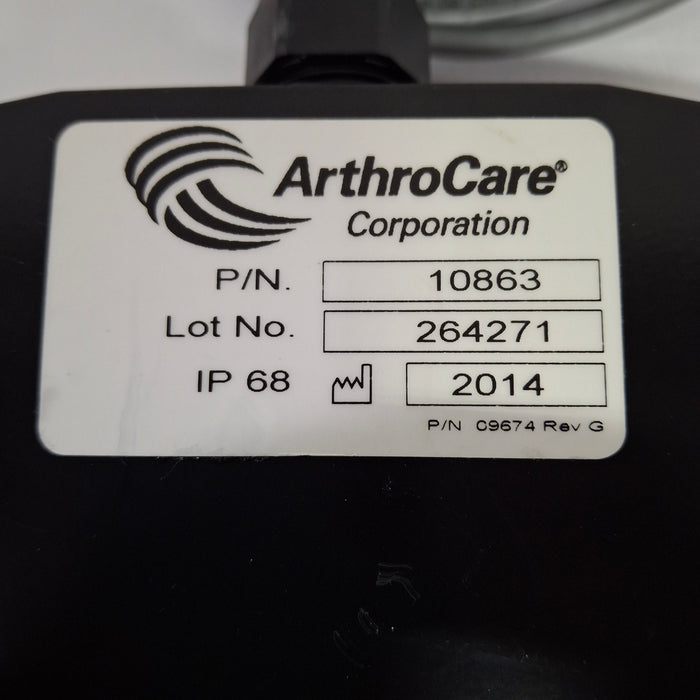 ArthroCare®
Corporation
P/N. 10863
Lot No. 264271
IP 68 2014
P/N 09674 Rev G